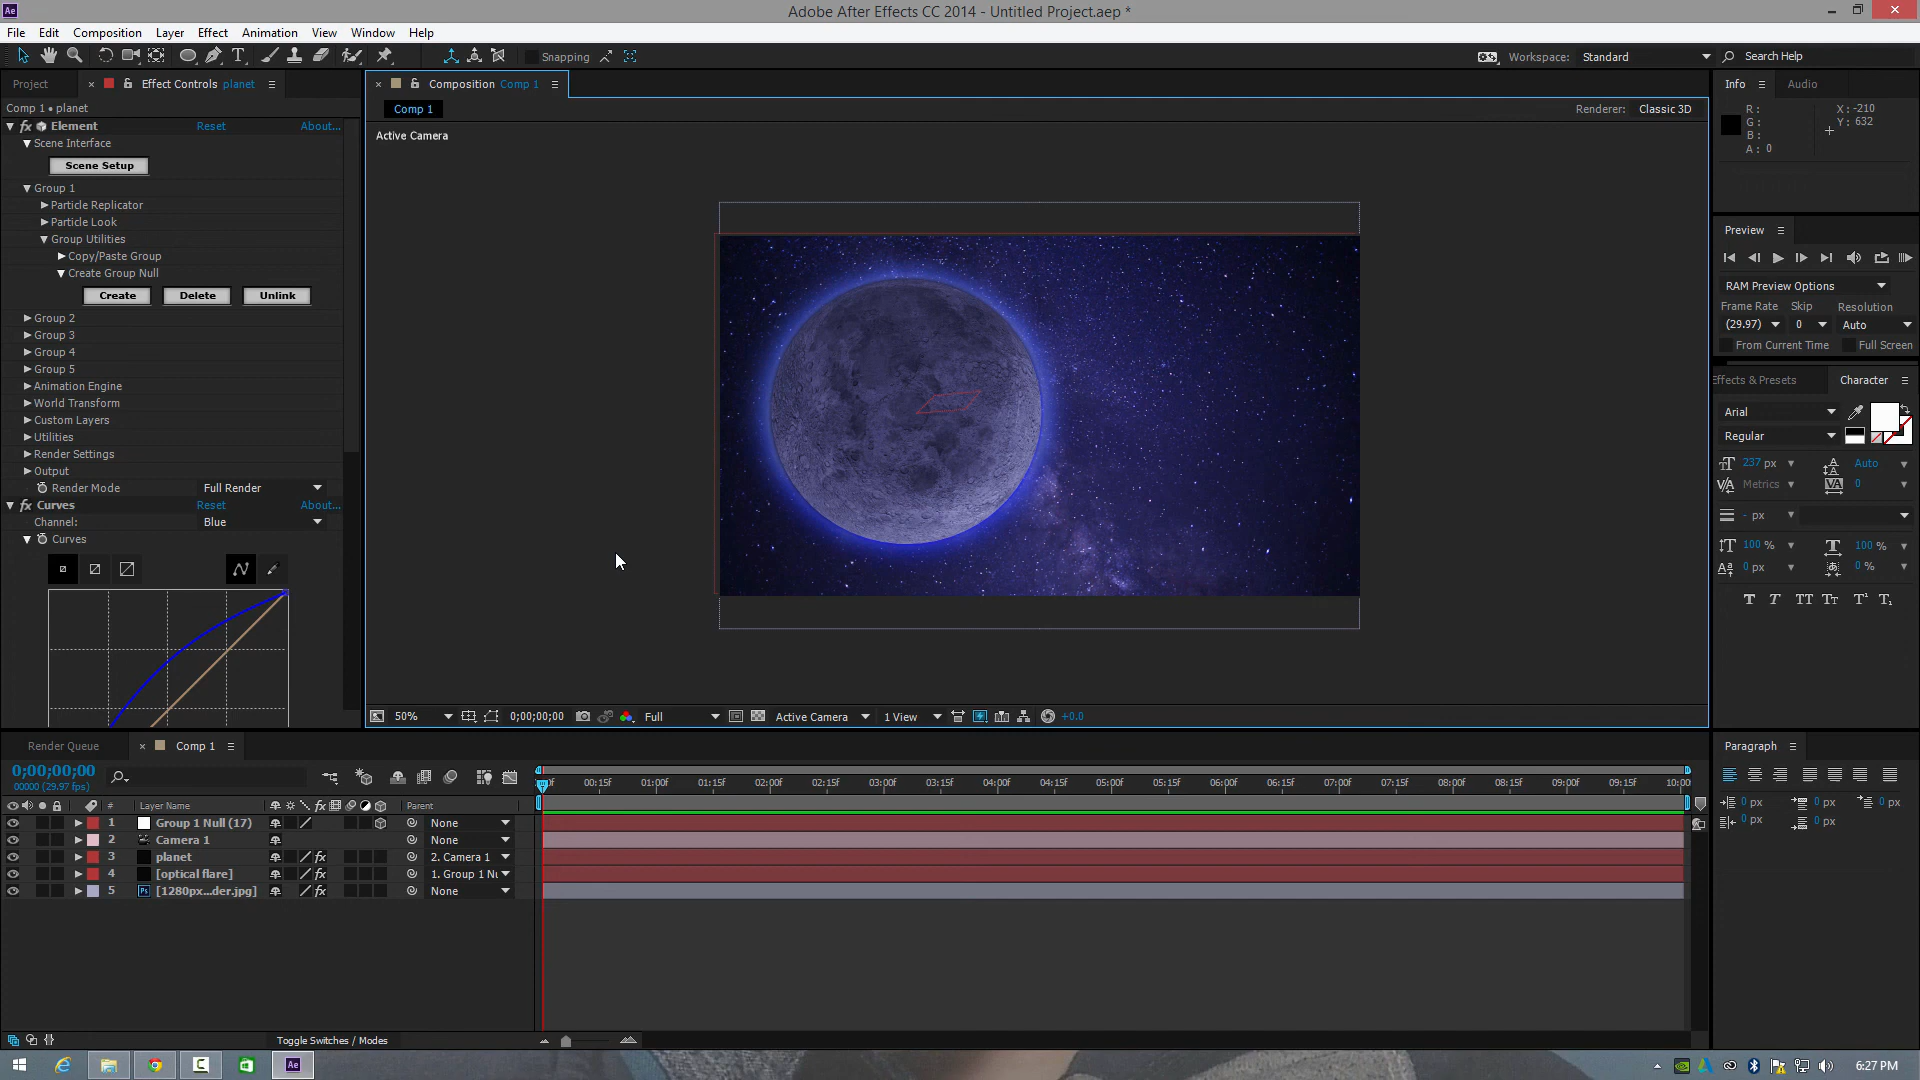 Adobe After Effects CC 2014 - Untitled Project.aep *
File Edit Composition Layer Effect Animation View Window Help
Snapping Workspace: Standard Search Help
Project Effect Controls planet
Comp 1 • planet
Element Reset About...
Scene Interface
Scene Setup
Group 1
Particle Replicator
Particle Look
Group Utilities
Copy/Paste Group
Create Group Null
Create Delete Unlink
Group 2
Group 3
Group 4
Group 5
Animation Engine
World Transform
Custom Layers
Utilities
Render Settings
Output
Render Mode Full Render
Curves Reset About...
Channel: Blue
Curves
Composition Comp 1
Comp 1 Renderer: Classic 3D
Active Camera
50% 0;00;00;00 Full Active Camera 1 View +0.0
Info Audio
R: X: -210
G: Y: 632
B:
A: 0
Preview
RAM Preview Options
Frame Rate Skip Resolution
(29.97) 0 Auto
From Current Time Full Screen
Effects & Presets Character
Arial
Regular
237 px Auto
Metrics 0
- px
100 % 100 %
0 px 0 %
T T TT Tt T¹ T₁
Paragraph
0 px 0 px 0 px
0 px 0 px
Render Queue Comp 1
0;00;00;00
00000 (29.97 fps)
00:15f 01:00f 01:15f 02:00f 02:15f 03:00f 03:15f 04:00f 04:15f 05:00f 05:15f 06:00f 06:15f 07:00f 07:15f 08:00f 08:15f 09:00f 09:15f 10:00
# Layer Name Parent
1 Group 1 Null (17) None
2 Camera 1 None
3 planet 2. Camera 1
4 [optical flare] 1. Group 1 Nu
5 [1280px...der.jpg] None
Toggle Switches / Modes
6:27 PM